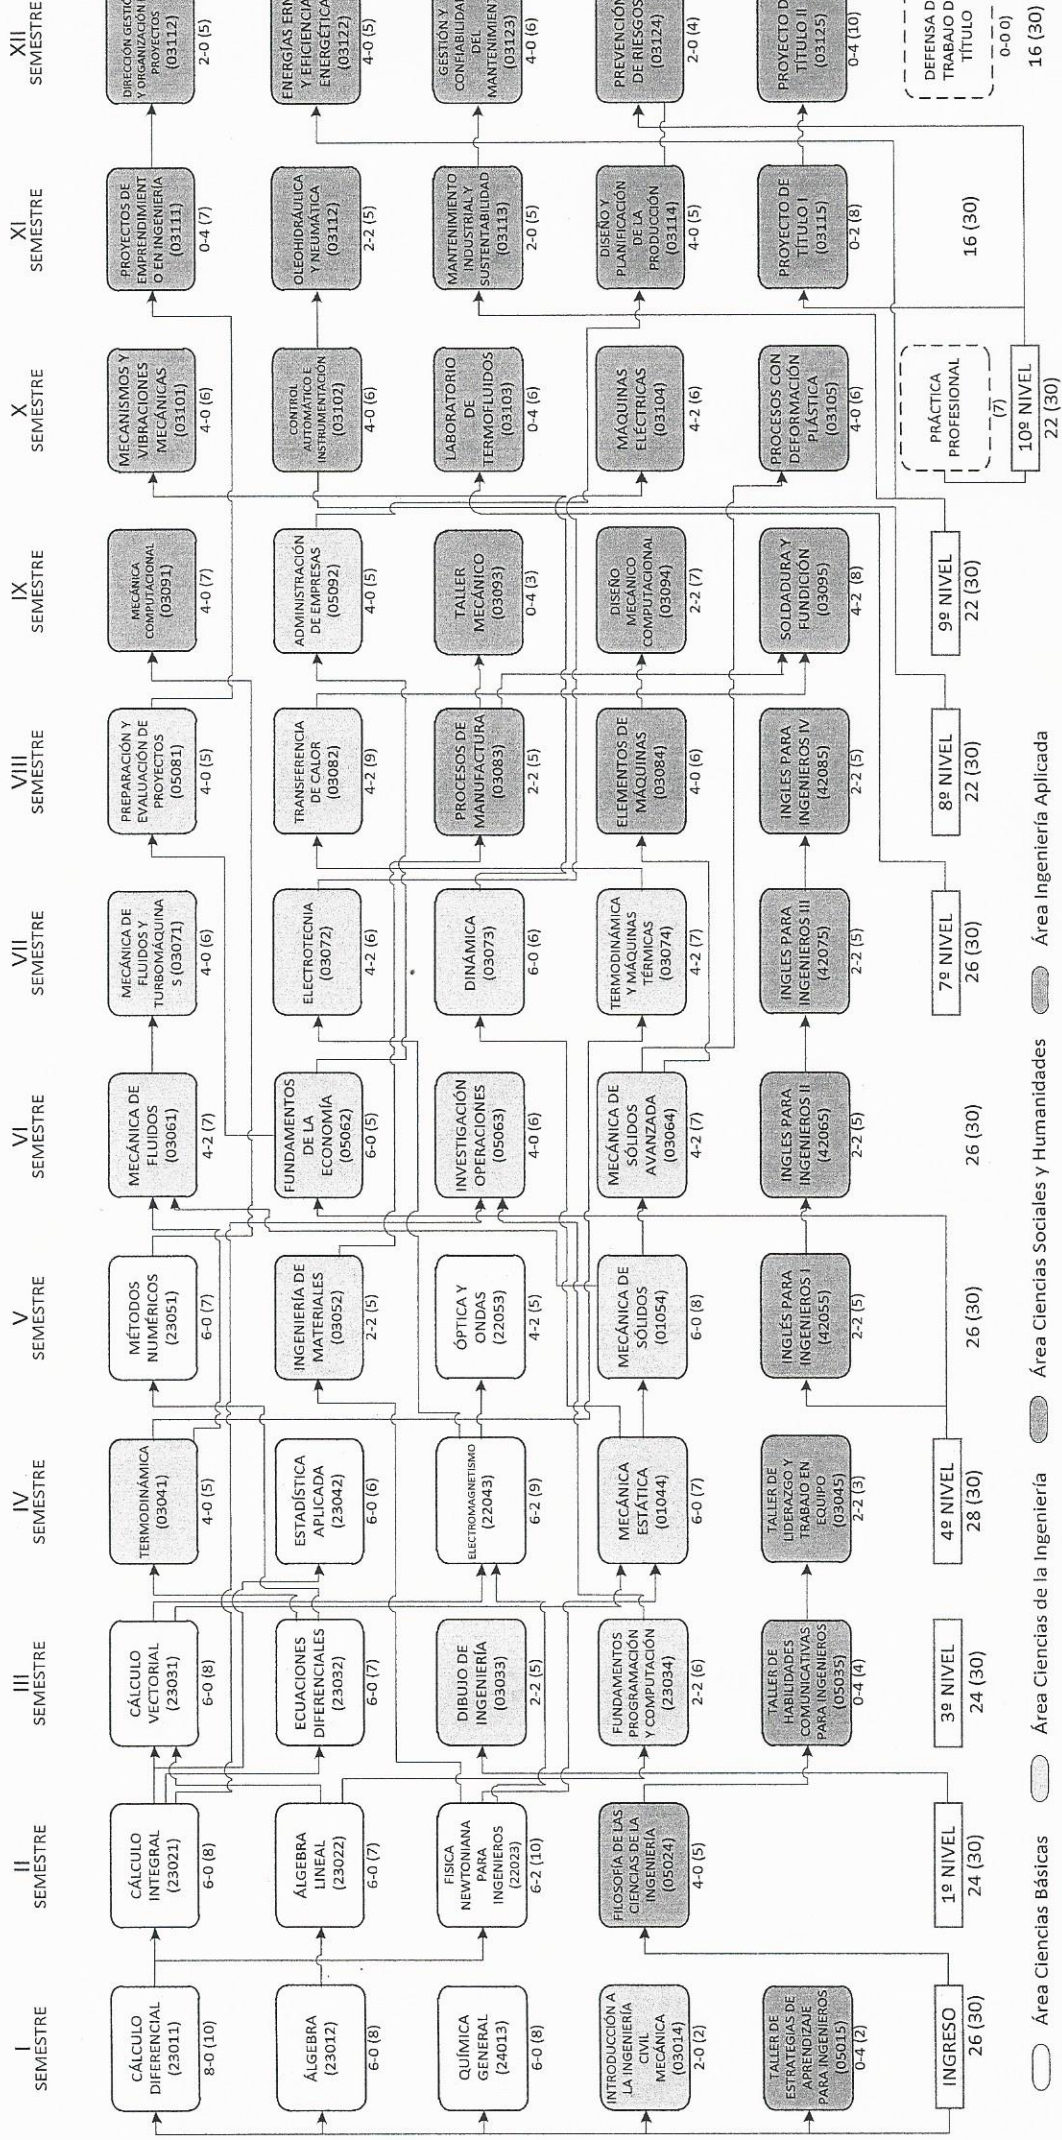 I
SEMESTRE
CÁLCULO
DIFERENCIAL
(23011)
8-0 (10)
ÁLGEBRA
(23012)
6-0 (8)
QUÍMICA
GENERAL
(24013)
6-0 (8)
INTRODUCCIÓN A
LA INGENIERÍA
CIVIL
MECÁNICA
(03014)
2-0 (2)
TALLER DE
ESTRATEGIAS DE
APRENDIZAJE
PARA INGENIEROS
(05015)
0-4 (2)
INGRESO
26 (30)
II
SEMESTRE
CÁLCULO
INTEGRAL
(23021)
6-0 (8)
ÁLGEBRA
LINEAL
(23022)
6-0 (7)
FISICA
NEWTONIANA
PARA
INGENIEROS
(22023)
6-2 (10)
FILOSOFÍA DE LAS
CIENCIAS DE LA
INGENIERÍA
(05024)
4-0 (5)
1º NIVEL
24 (30)
III
SEMESTRE
CÁLCULO
VECTORIAL
(23031)
6-0 (8)
ECUACIONES
DIFERENCIALES
(23032)
6-0 (7)
DIBUJO DE
INGENIERÍA
(03033)
2-2 (5)
FUNDAMENTOS
PROGRAMACIÓN
Y COMPUTACIÓN
(23034)
2-2 (6)
TALLER DE
HABILIDADES
COMUNICATIVAS
PARA INGENIEROS
(05035)
0-4 (4)
3º NIVEL
24 (30)
IV
SEMESTRE
TERMODINÁMICA
(03041)
4-0 (5)
ESTADÍSTICA
APLICADA
(23042)
6-0 (6)
ELECTROMAGNETISMO
(22043)
6-2 (9)
MECÁNICA
ESTÁTICA
(01044)
6-0 (7)
TALLER DE
LIDERAZGO Y
TRABAJO EN
EQUIPO
(03045)
2-2 (3)
4º NIVEL
28 (30)
V
SEMESTRE
MÉTODOS
NUMÉRICOS
(23051)
6-0 (7)
INGENIERÍA DE
MATERIALES
(03052)
2-2 (5)
ÓPTICA Y
ONDAS
(22053)
4-2 (5)
MECÁNICA DE
SÓLIDOS
(01054)
6-0 (8)
INGLÉS PARA
INGENIEROS I
(42055)
2-2 (5)
26 (30)
VI
SEMESTRE
MECÁNICA DE
FLUIDOS
(03061)
4-2 (7)
FUNDAMENTOS
DE LA
ECONOMÍA
(05062)
6-0 (5)
INVESTIGACIÓN
OPERACIONES
(05063)
4-0 (6)
MECÁNICA DE
SÓLIDOS
AVANZADA
(03064)
4-2 (7)
INGLES PARA
INGENIEROS II
(42065)
2-2 (5)
26 (30)
VII
SEMESTRE
MECÁNICA DE
FLUIDOS Y
TURBOMÁQUINA
S (03071)
4-0 (6)
ELECTROTECNIA
(03072)
4-2 (6)
DINÁMICA
(03073)
6-0 (6)
TERMODINÁMICA
Y MÁQUINAS
TÉRMICAS
(03074)
4-2 (7)
INGLES PARA
INGENIEROS III
(42075)
2-2 (5)
7º NIVEL
26 (30)
VIII
SEMESTRE
PREPARACIÓN Y
EVALUACIÓN DE
PROYECTOS
(05081)
4-0 (5)
TRANSFERENCIA
DE CALOR
(03082)
4-2 (9)
PROCESOS DE
MANUFACTURA
(03083)
2-2 (5)
ELEMENTOS DE
MÁQUINAS
(03084)
4-0 (6)
INGLES PARA
INGENIEROS IV
(42085)
2-2 (5)
8º NIVEL
22 (30)
IX
SEMESTRE
MECÁNICA
COMPUTACIONAL
(03091)
4-0 (7)
ADMINISTRACIÓN
DE EMPRESAS
(05092)
4-0 (5)
TALLER
MECÁNICO
(03093)
0-4 (3)
DISEÑO
MECÁNICO
COMPUTACIONAL
(03094)
2-2 (7)
SOLDADURA Y
FUNDICIÓN
(03095)
4-2 (8)
9º NIVEL
22 (30)
X
SEMESTRE
MECANISMOS Y
VIBRACIONES
MECÁNICAS
(03101)
4-0 (6)
CONTROL
AUTOMÁTICO E
INSTRUMENTACIÓN
(03102)
4-0 (6)
LABORATORIO
DE
TERMOFLUIDOS
(03103)
0-4 (6)
MÁQUINAS
ELECTRICAS
(03104)
4-2 (6)
PROCESOS CON
DEFORMACIÓN
PLÁSTICA
(03105)
4-0 (6)
PRÁCTICA
PROFESIONAL
(7)
10º NIVEL
22 (30)
XI
SEMESTRE
PROYECTOS DE
EMPRENDIMIENT
O EN INGENIERÍA
(03111)
0-4 (7)
OLEOHIDRÁULICA
Y NEUMÁTICA
(03112)
2-2 (5)
MANTENIMIENTO
INDUSTRIAL Y
SUSTENTABILIDAD
(03113)
2-0 (5)
DISEÑO Y
PLANIFICACIÓN
DE LA
PRODUCCIÓN
(03114)
4-0 (5)
PROYECTO DE
TÍTULO I
(03115)
0-2 (8)
16 (30)
XII
SEMESTRE
DIRECCIÓN GESTIÓ
Y ORGANIZACIÓN D
PROYECTOS
(03112)
2-0 (5)
ENERGÍAS ERN
Y EFICIENCIA
ENERGÉTICA
(03122)
4-0 (5)
GESTIÓN Y
CONFIABILIDAD
DEL
MANTENIMIENT
(03123)
4-0 (6)
PREVENCIÓN
DE RIESGOS
(03124)
2-0 (4)
PROYECTO D
TÍTULO II
(03125)
0-4 (10)
DEFENSA D
TRABAJO D
TÍTULO
0-0 0)
16 (30)
Área Ciencias Básicas
Área Ciencias de la Ingeniería
Área Ciencias Sociales y Humanidades
Área Ingeniería Aplicada